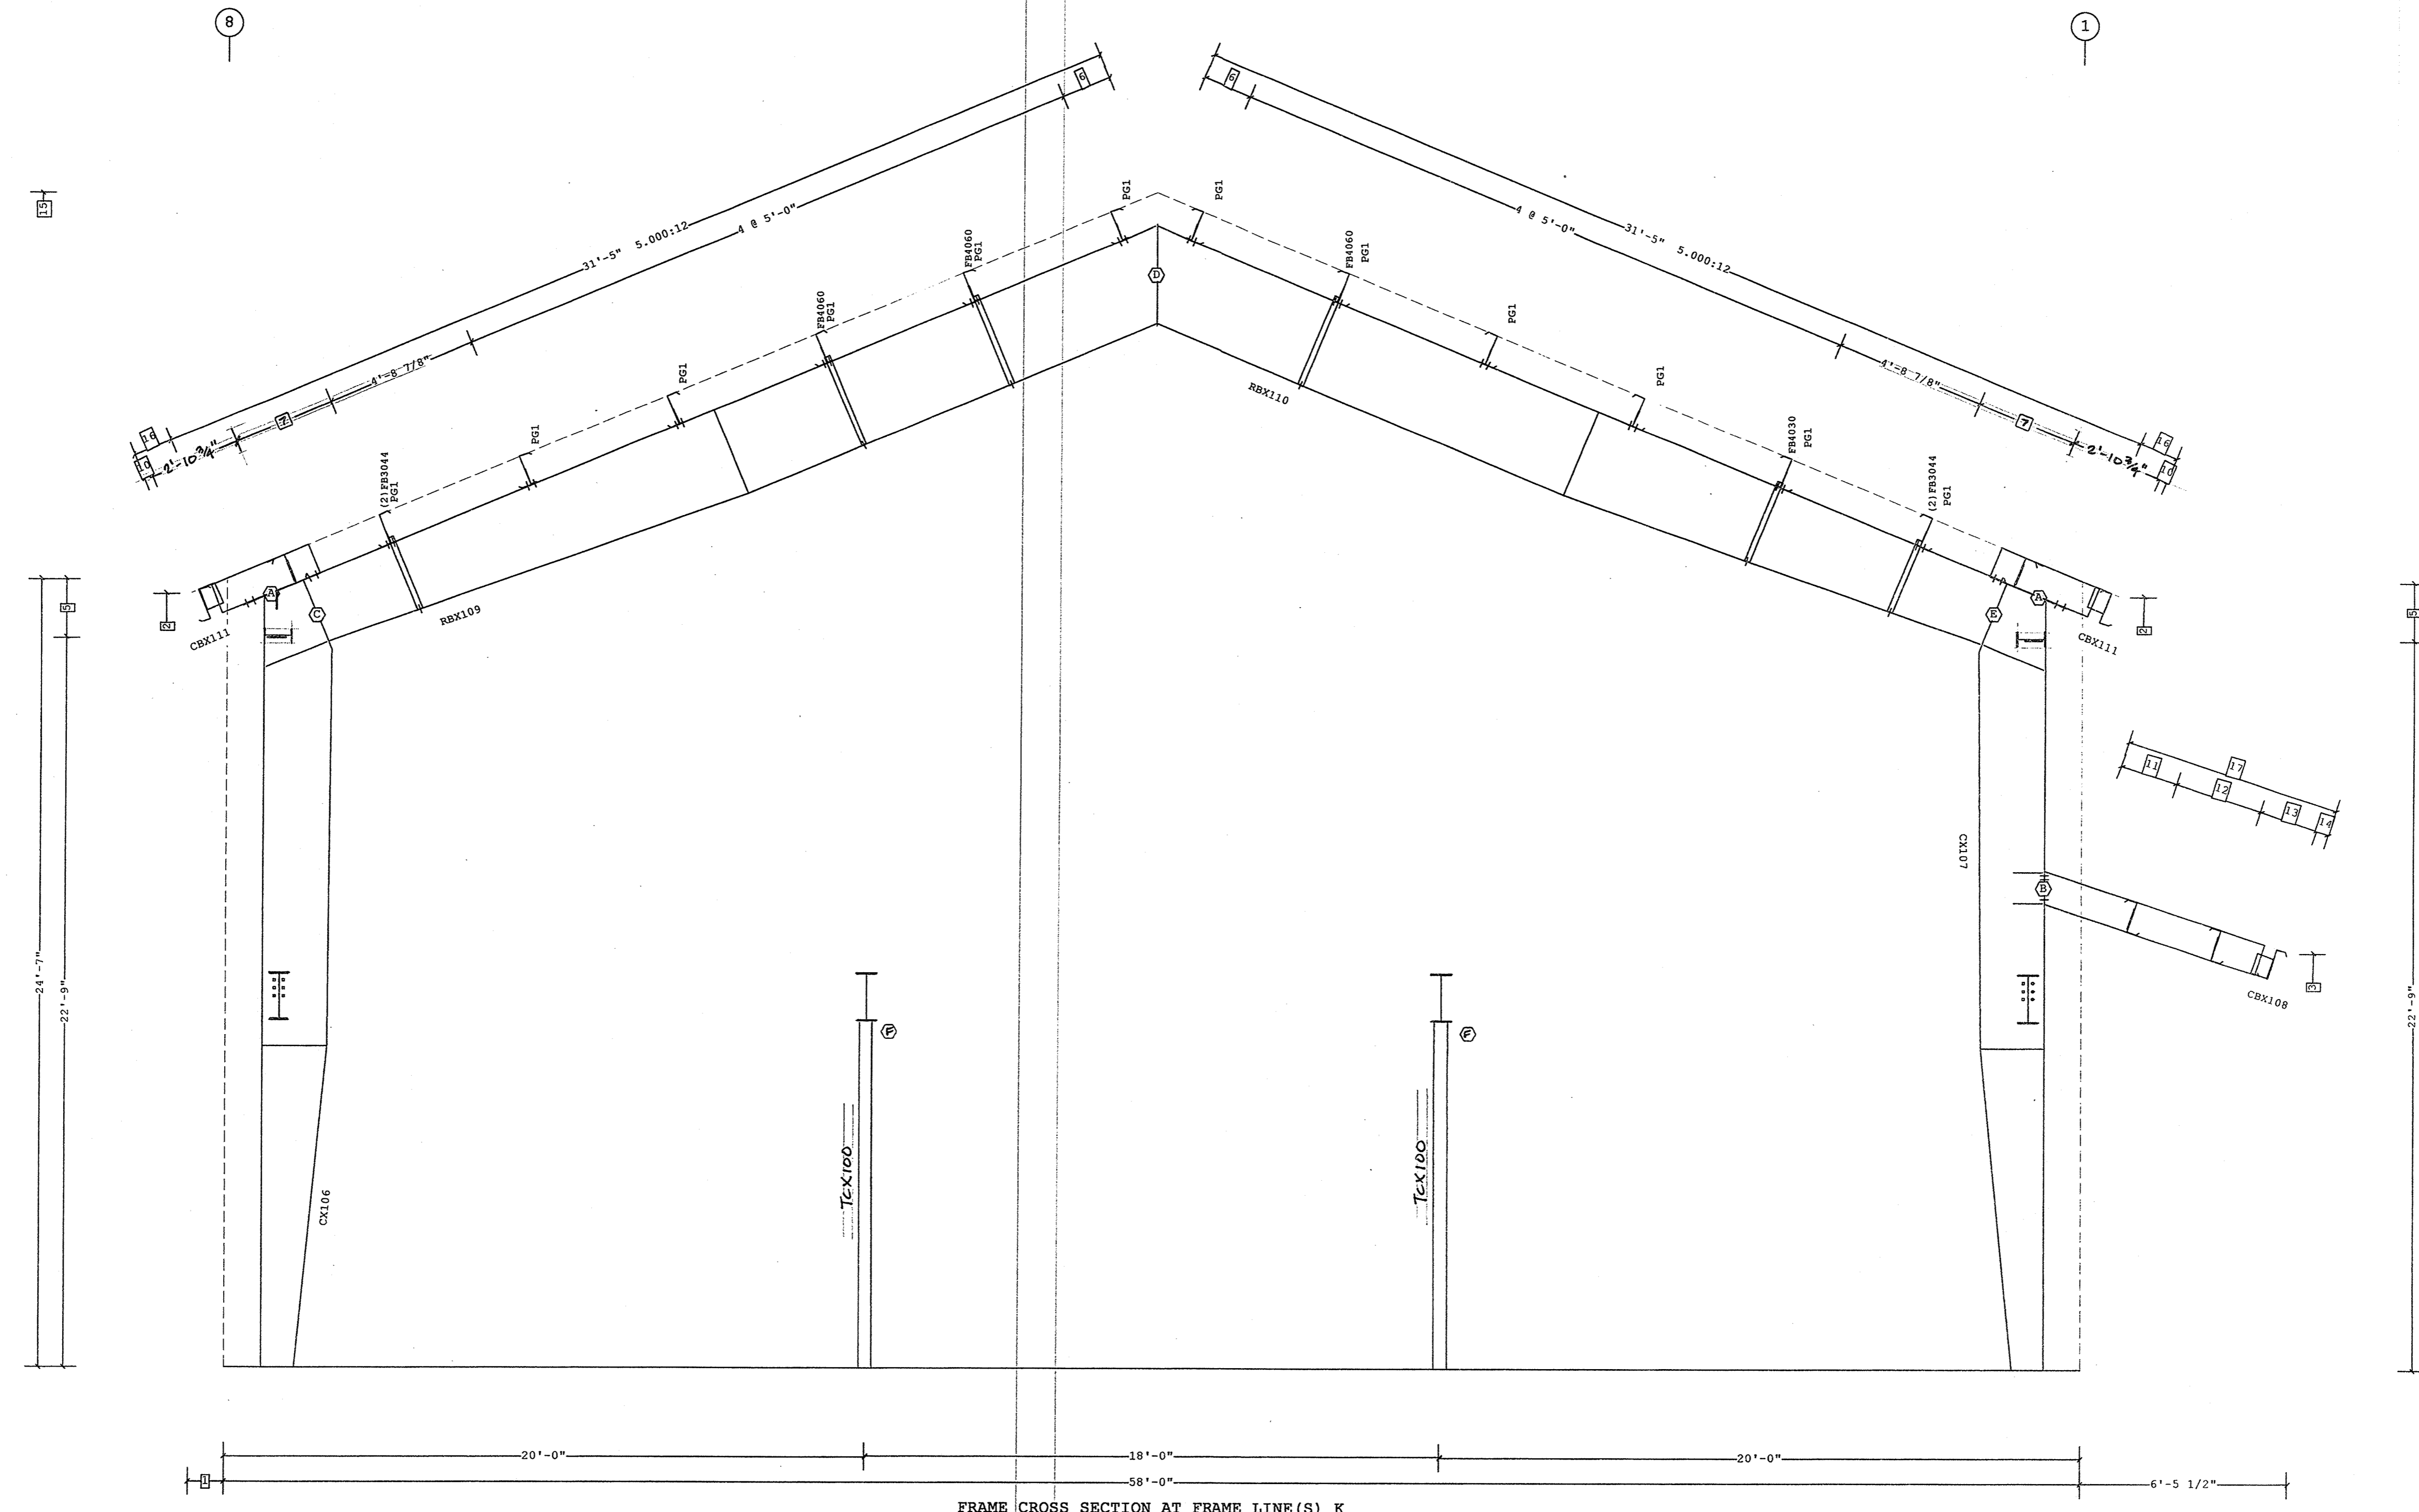 8
1
6
6
15
31'-5" 5.000:12
4 @ 5'-0"
31'-5" 5.000:12
4 @ 5'-0"
PG1
PG1
FB4060
PG1
FB4060
PG1
D
FB4060
PG1
PG1
4'-8 7/8"
4'-8 7/8"
PG1
RBX110
PG1
7
7
16
10
2'-10 3/4"
16
10
2'-10 3/4"
PG1
FB4030
PG1
(2)FB3044
PG1
(2)FB3044
PG1
A
C
RBX109
CBX111
5
2
E
A
CBX111
2
5
11
17
12
13
14
CX107
B
CBX108
3
24'-7"
22'-9"
22'-9"
F
F
TCX100
TCX100
CX106
20'-0"
18'-0"
20'-0"
1
58'-0"
6'-5 1/2"
FRAME CROSS SECTION AT FRAME LINE(S) K